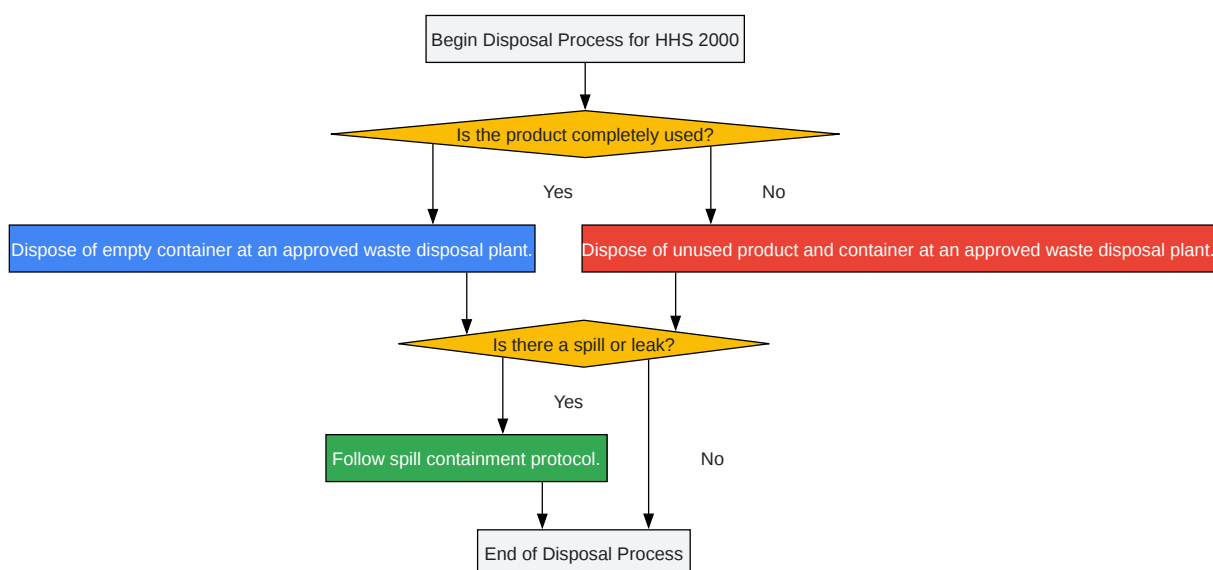 Begin Disposal Process for HHS 2000
Is the product completely used?
Yes
No
Dispose of empty container at an approved waste disposal plant.
Dispose of unused product and container at an approved waste disposal plant.
Is there a spill or leak?
Yes
Follow spill containment protocol.
No
End of Disposal Process